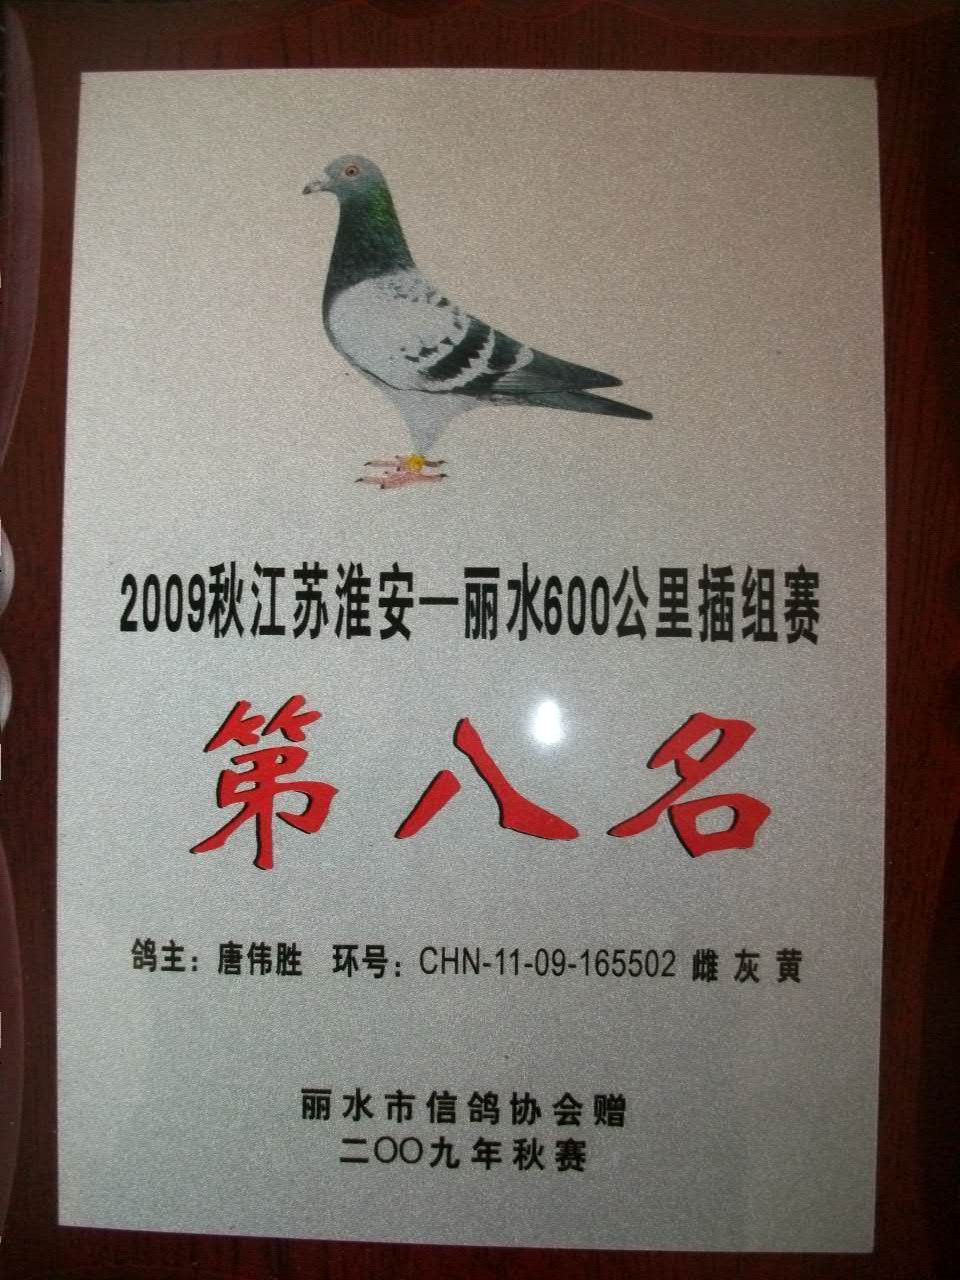 2009秋江苏淮安—丽水600公里插组赛
第八名
鸽主：唐伟胜 环号：CHN-11-09-165502 雌 灰 黄
丽水市信鸽协会赠
二〇〇九年秋赛